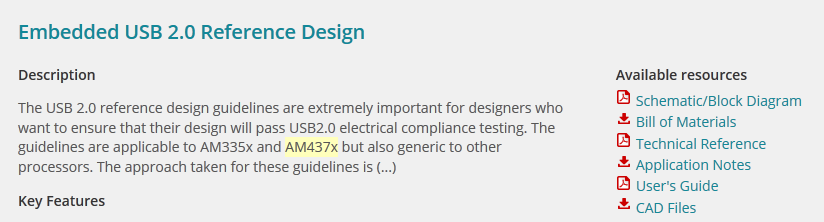 Embedded USB 2.0 Reference Design
Description
The USB 2.0 reference design guidelines are extremely important for designers who
want to ensure that their design will pass USB2.0 electrical compliance testing. The
guidelines are applicable to AM335x and AM437x but also generic to other
processors. The approach taken for these guidelines is (...)
Key Features
Available resources
Schematic/Block Diagram
Bill of Materials
Technical Reference
Application Notes
User's Guide
CAD Files